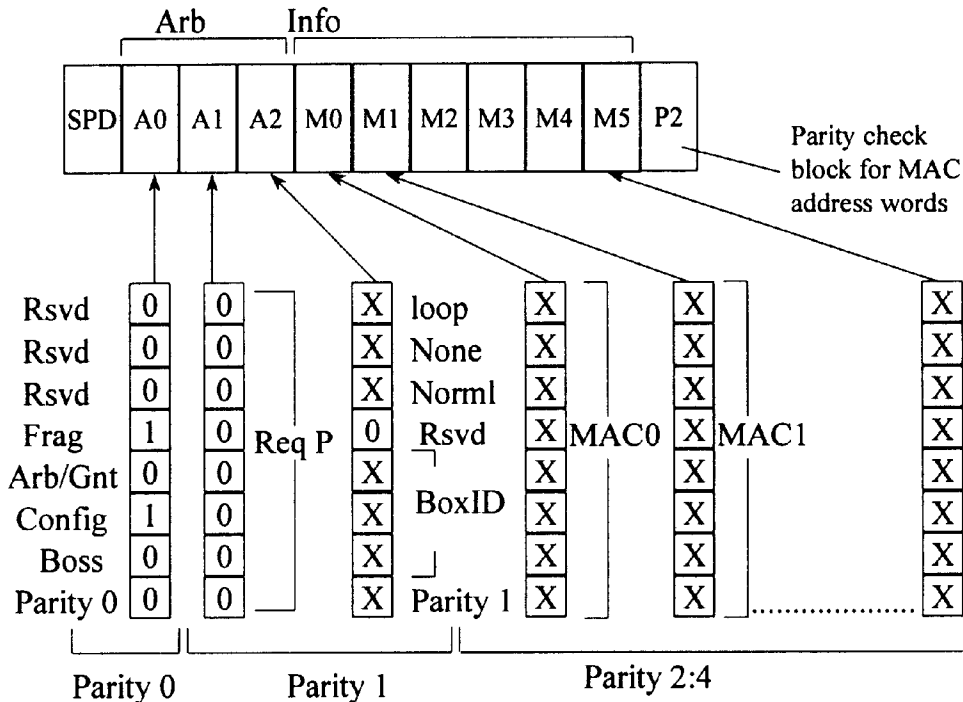 Arb Info
SPD A0 A1 A2 M0 M1 M2 M3 M4 M5 P2
Parity check
block for MAC
address words
Rsvd 0 0 X loop X X X
Rsvd 0 0 X None X X X
Rsvd 0 0 X Norml X X X
Frag 1 0 Req P 0 Rsvd X MAC0 X MAC1 X
Arb/Gnt 0 0 X X X X
Config 1 0 X BoxID X X X
Boss 0 0 X X X X
Parity 0 0 0 X Parity 1 X X ..................... X
Parity 0 Parity 1 Parity 2:4